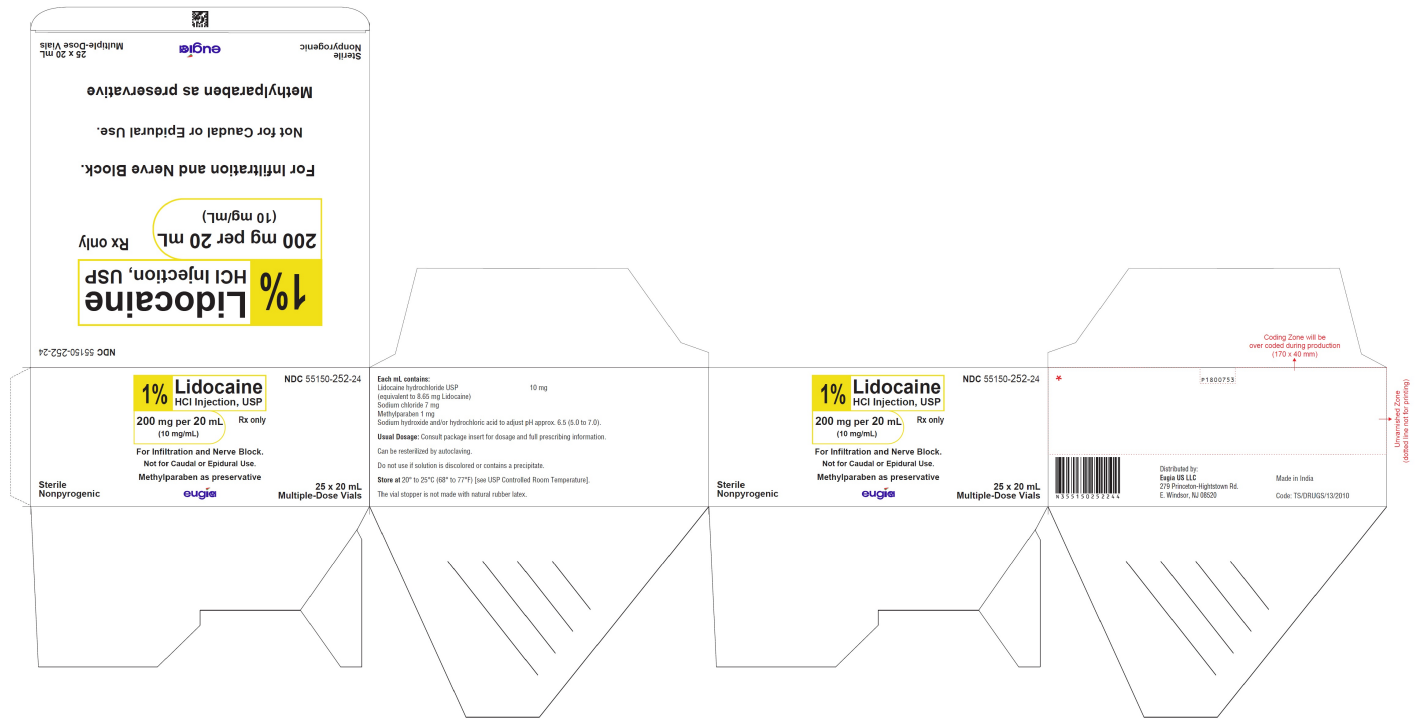 25 x 20 mL
Multiple-Dose Vials
eugia
Sterile
Nonpyrogenic
Methylparaben as preservative
Not for Caudal or Epidural Use.
For Infiltration and Nerve Block.
200 mg per 20 mL
(10 mg/mL)
Rx only
1% Lidocaine
HCl Injection, USP
NDC 55150-252-24
1% Lidocaine
HCl Injection, USP
NDC 55150-252-24
200 mg per 20 mL
(10 mg/mL)
Rx only
For Infiltration and Nerve Block.
Not for Caudal or Epidural Use.
Methylparaben as preservative
Sterile
Nonpyrogenic
eugia
25 x 20 mL
Multiple-Dose Vials
Each mL contains:
Lidocaine hydrochloride USP 10 mg
(equivalent to 8.65 mg Lidocaine)
Sodium chloride 7 mg
Methylparaben 1 mg
Sodium hydroxide and/or hydrochloric acid to adjust pH approx. 6.5 (5.0 to 7.0).
Usual Dosage: Consult package insert for dosage and full prescribing information.
Can be resterilized by autoclaving.
Do not use if solution is discolored or contains a precipitate.
Store at 20° to 25°C (68° to 77°F) [see USP Controlled Room Temperature].
The vial stopper is not made with natural rubber latex.
1% Lidocaine
HCl Injection, USP
NDC 55150-252-24
200 mg per 20 mL
(10 mg/mL)
Rx only
For Infiltration and Nerve Block.
Not for Caudal or Epidural Use.
Methylparaben as preservative
Sterile
Nonpyrogenic
eugia
25 x 20 mL
Multiple-Dose Vials
Coding Zone will be
over coded during production
(170 x 40 mm)
*
P1800753
Unvarnished Zone
(dotted line not for printing)
N355150252244
Distributed by:
Eugia US LLC
279 Princeton-Hightstown Rd.
E. Windsor, NJ 08520
Made in India
Code: TS/DRUGS/13/2010